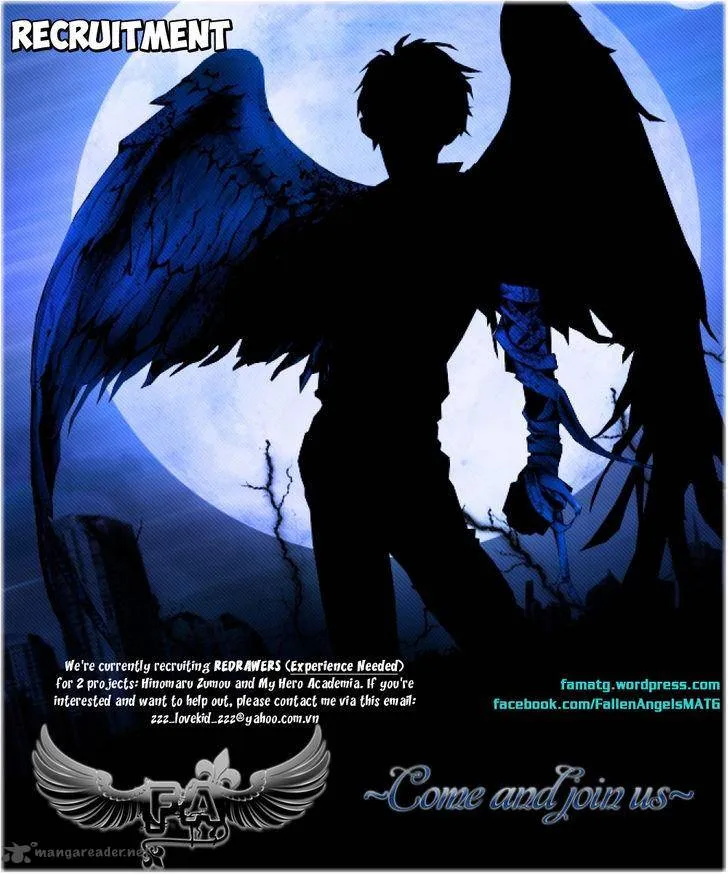 RECRUITMENT
We're currently recruiting REDRAWERS (Experience Needed)
for 2 projects: Hinomaru Zumou and My Hero Academia. If you're
interested and want to help out, please contact me via this email:
zzz_lovekid_zzz@yahoo.com.vn
famatg.wordpress.com
facebook.com/FallenAngelsMATG
FA
~Come and join us~
mangareader.net